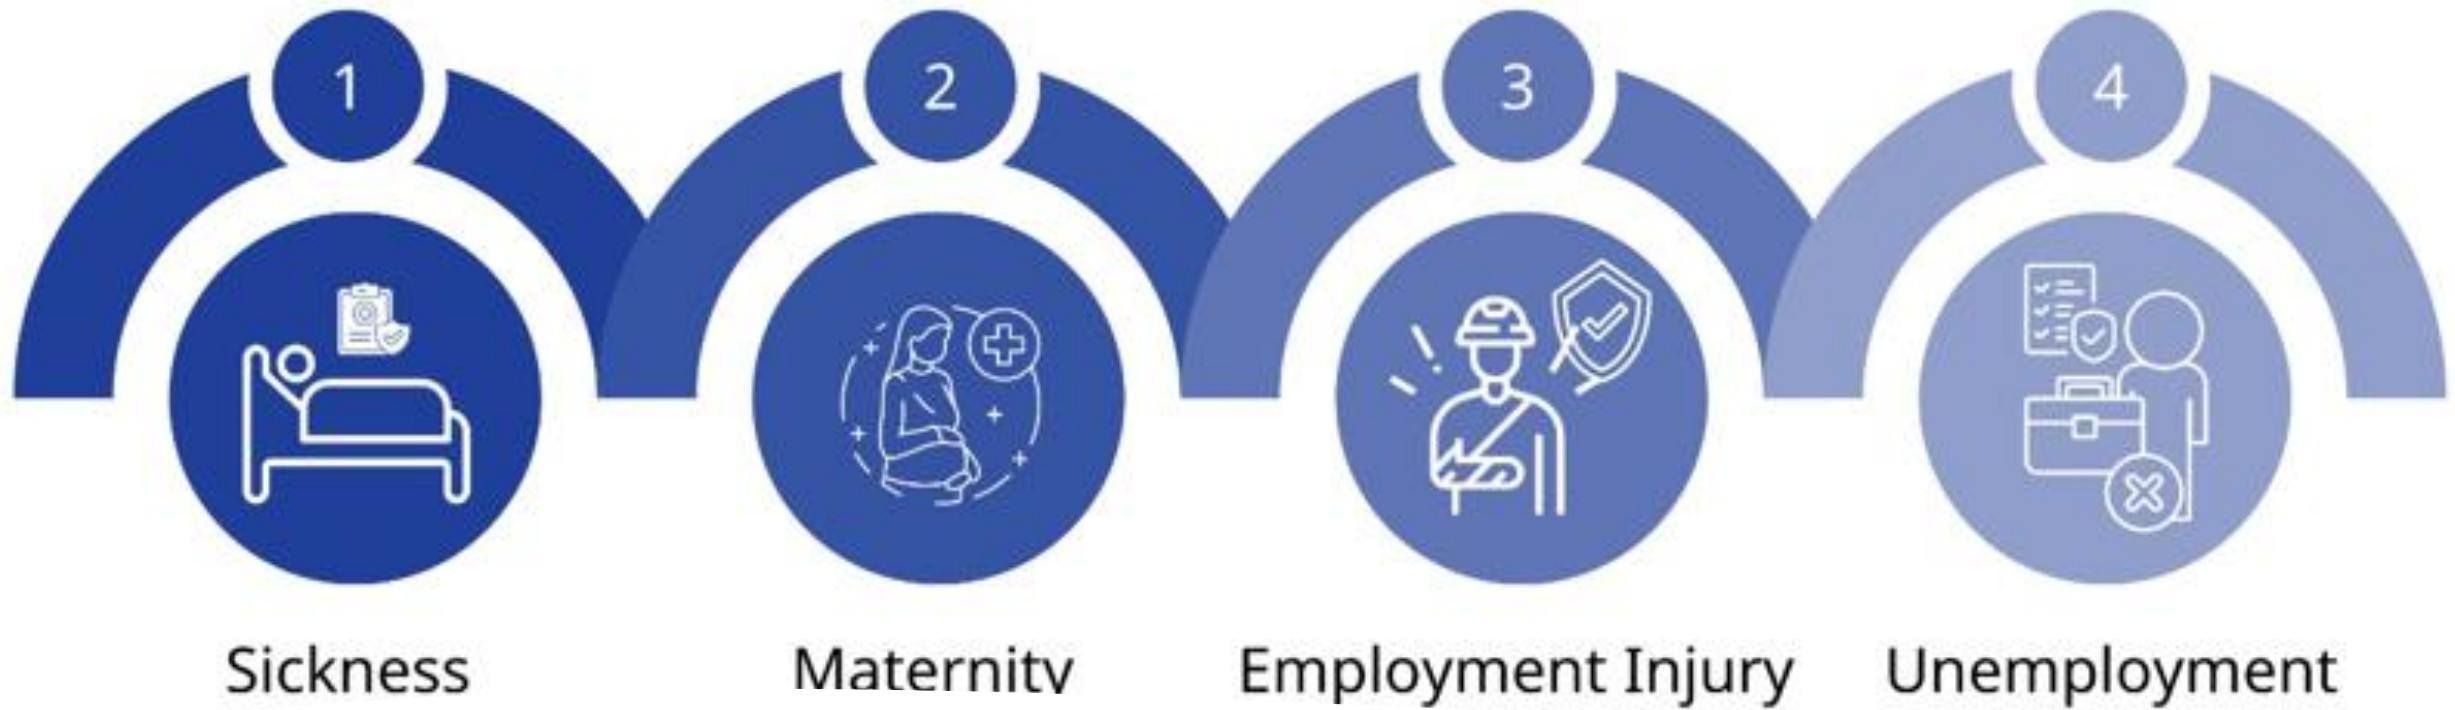 1
2
3
4
Sickness
Maternity
Employment Injury
Unemployment